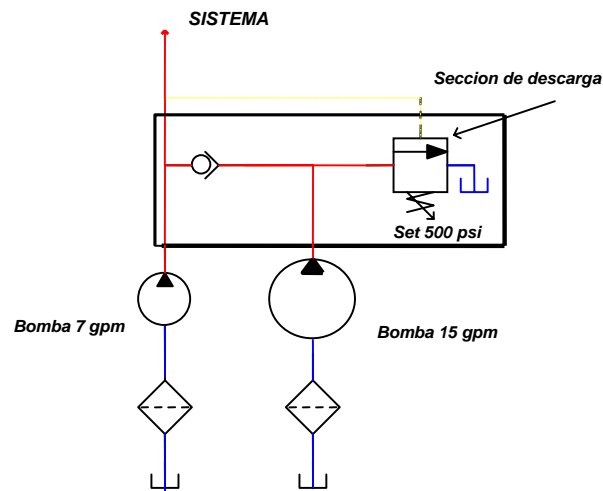 SISTEMA
Seccion de descarga
Set 500 psi
Bomba 7 gpm
Bomba 15 gpm